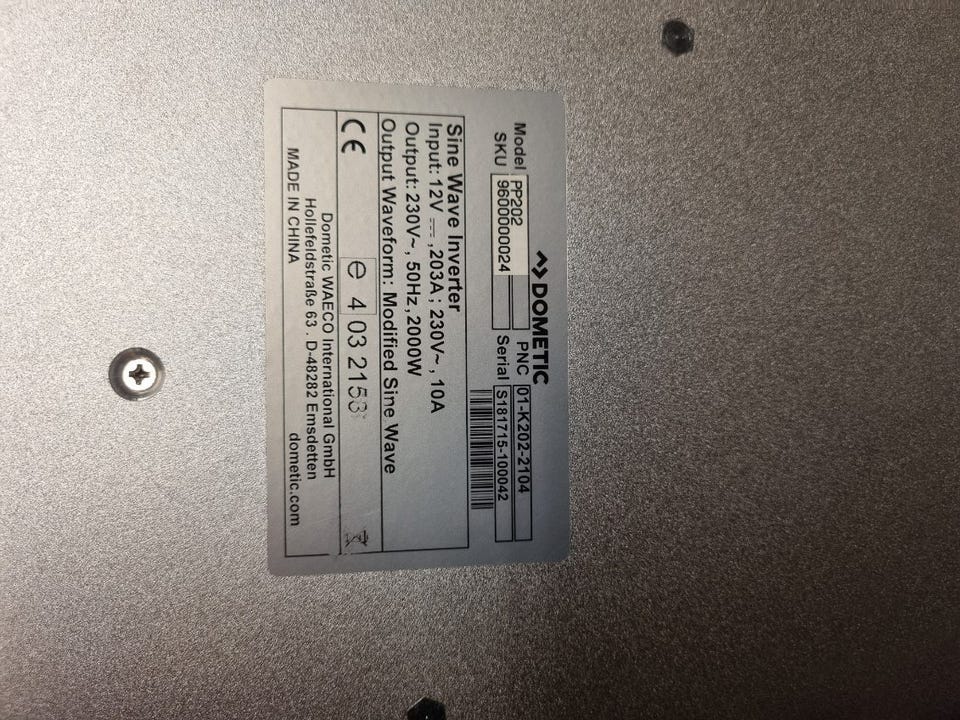 DOMETIC
Model PP202 PNC 01-K202-2104
SKU 9600000024 Serial S181715-100042
Sine Wave Inverter
Input: 12V ⎓, 203A; 230V~, 10A
Output: 230V~, 50Hz, 2000W
Output Waveform: Modified Sine Wave
CE e 4 03 2153
Dometic WAECO International GmbH
Hollefeldstraße 63 . D-48282 Emsdetten
MADE IN CHINA dometic.com